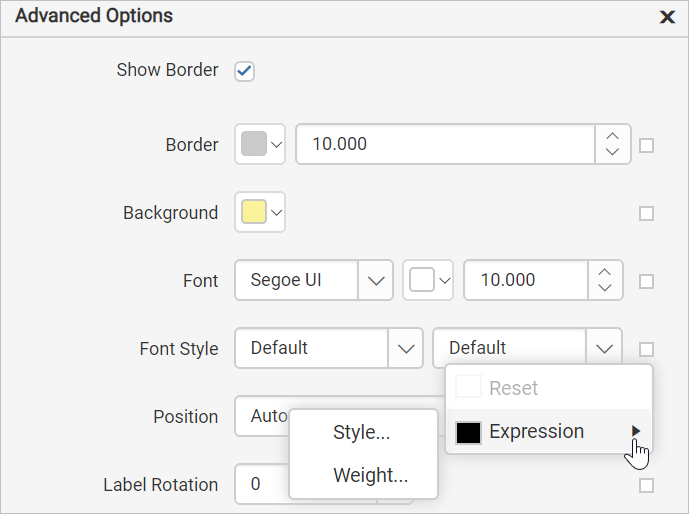 Advanced Options
Show Border
Border 10.000
Background
Font Segoe UI 10.000
Font Style Default Default
Reset
Position Auto
Expression
Style...
Weight...
Label Rotation 0